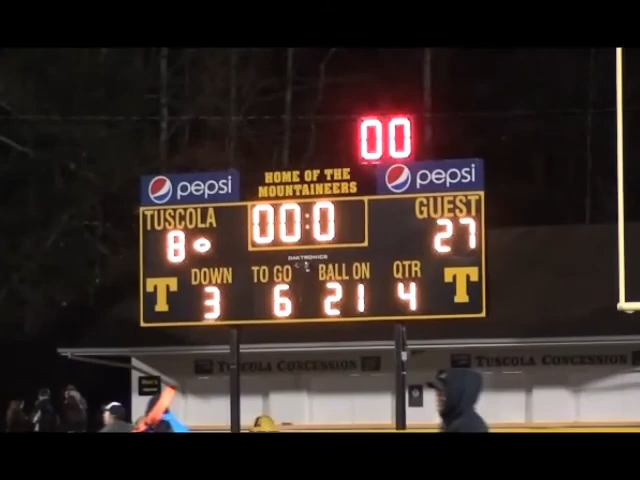 00
HOME OF THE
MOUNTAINEERS
pepsi
pepsi
TUSCOLA
00:0
GUEST
8
27
DAKTRONICS
DOWN TO GO BALL ON QTR
T 3 6 21 4 T
TUSCOLA CONCESSION
TUSCOLA CONCESSION